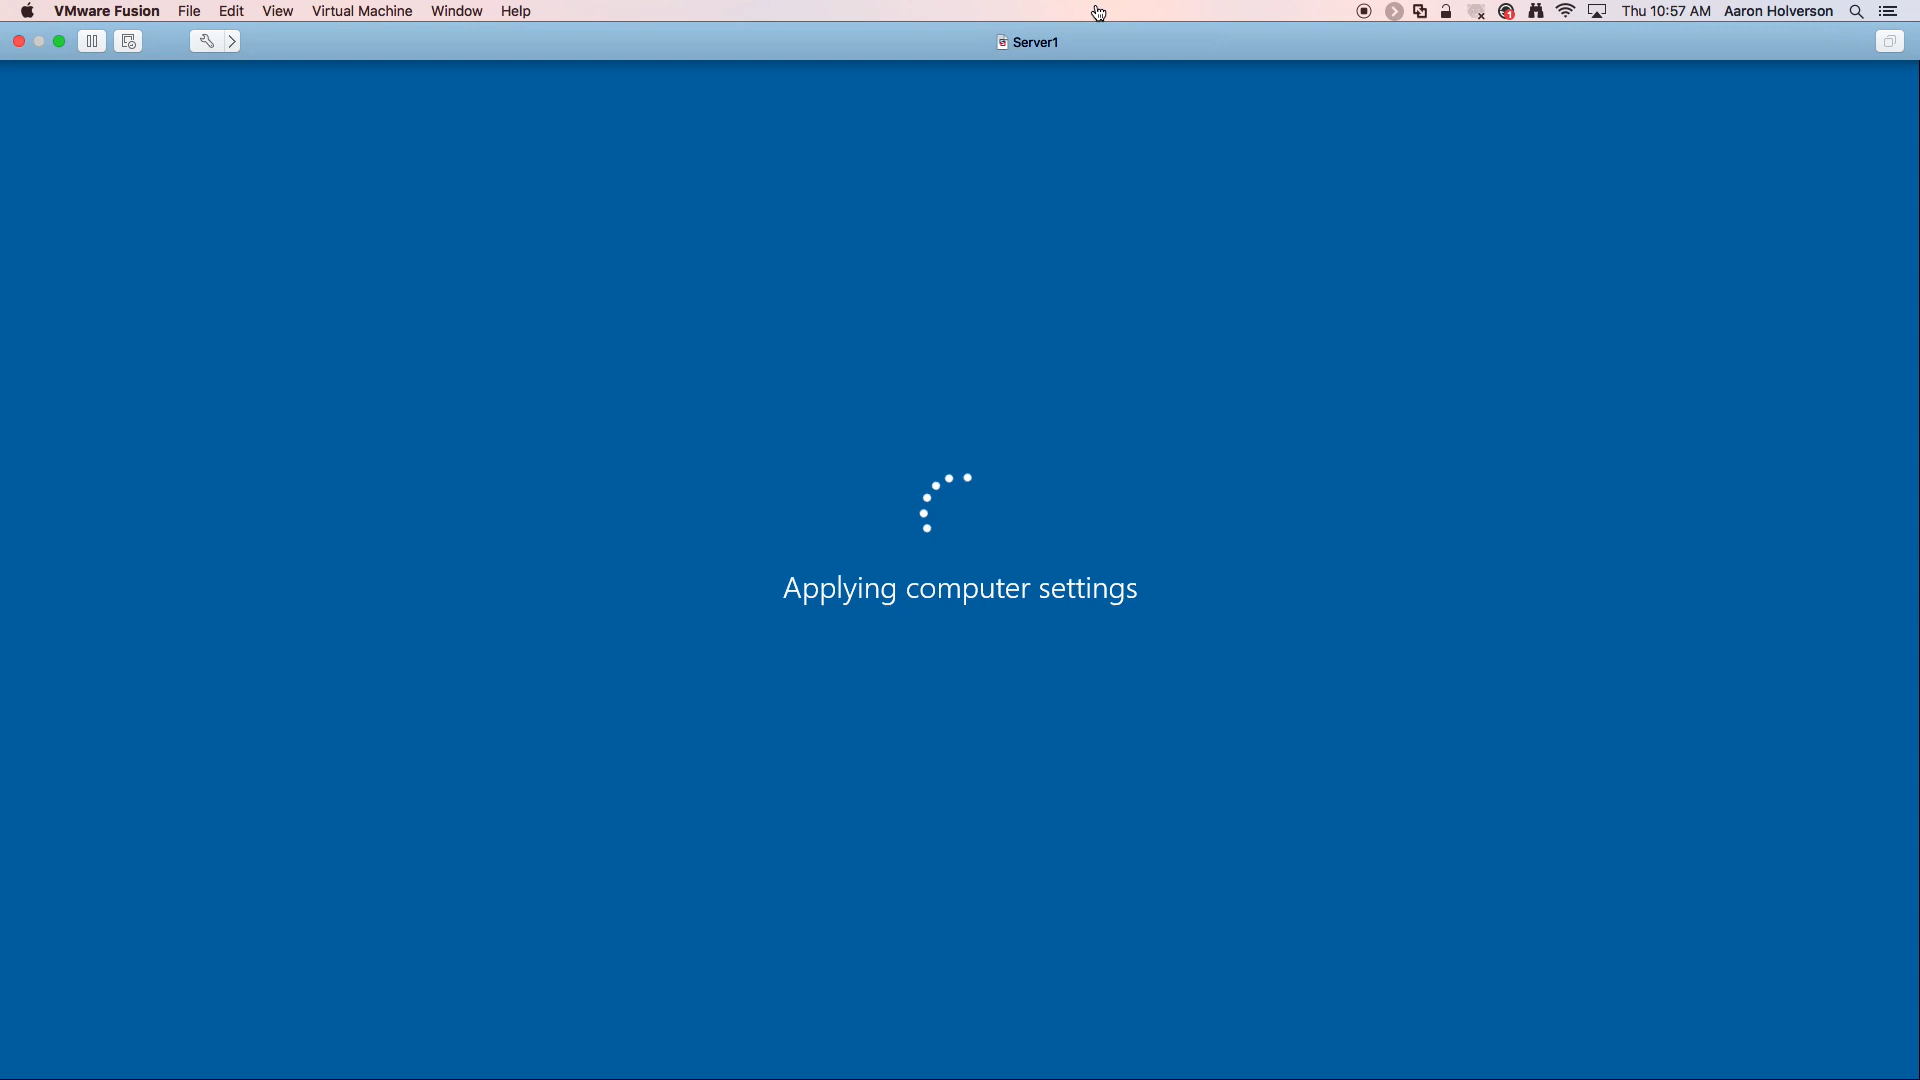 VMware Fusion File Edit View Virtual Machine Window Help 1 Thu 10:57 AM Aaron Holverson
Server1
Applying computer settings